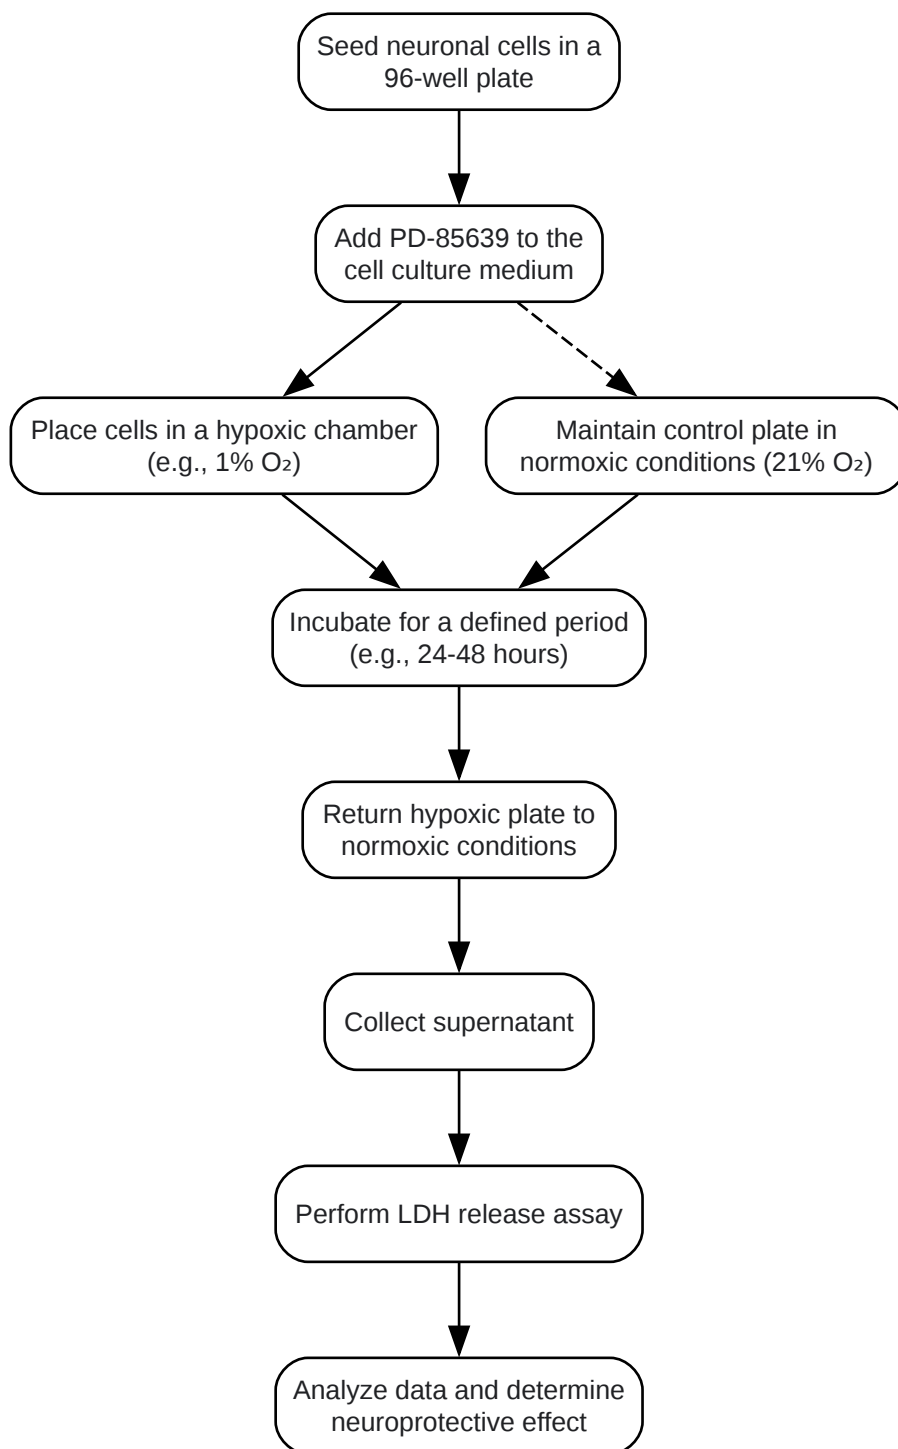 Seed neuronal cells in a
96-well plate
Add PD-85639 to the
cell culture medium
Place cells in a hypoxic chamber
(e.g., 1% O₂)
Maintain control plate in
normoxic conditions (21% O₂)
Incubate for a defined period
(e.g., 24-48 hours)
Return hypoxic plate to
normoxic conditions
Collect supernatant
Perform LDH release assay
Analyze data and determine
neuroprotective effect